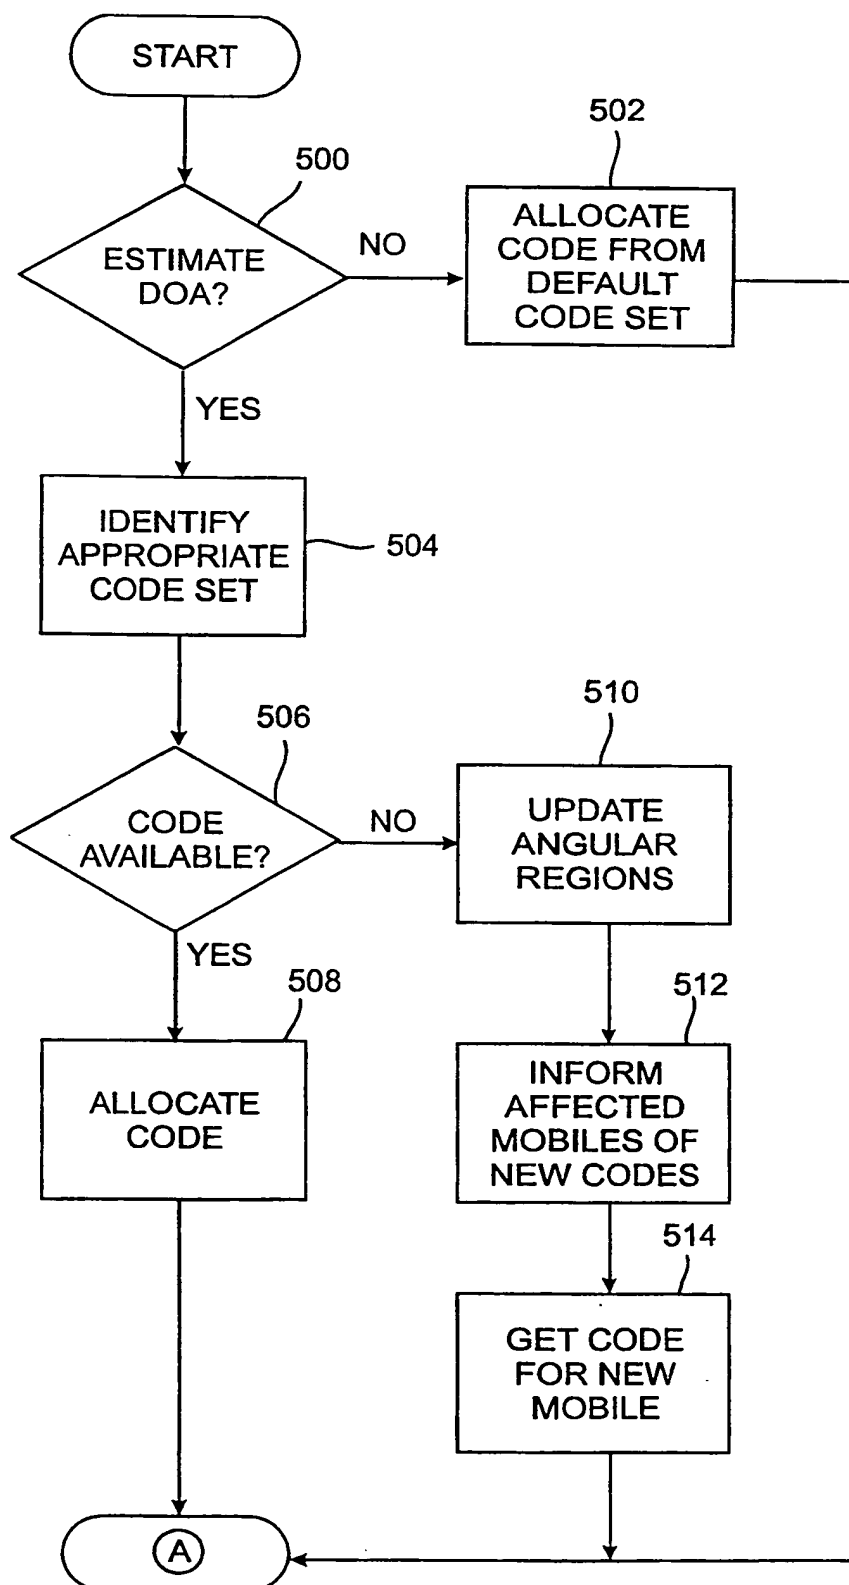 START
500
ESTIMATE
DOA?
NO
502
ALLOCATE
CODE FROM
DEFAULT
CODE SET
YES
IDENTIFY
APPROPRIATE
CODE SET
504
506
CODE
AVAILABLE?
NO
510
UPDATE
ANGULAR
REGIONS
YES
508
ALLOCATE
CODE
512
INFORM
AFFECTED
MOBILES OF
NEW CODES
514
GET CODE
FOR NEW
MOBILE
A